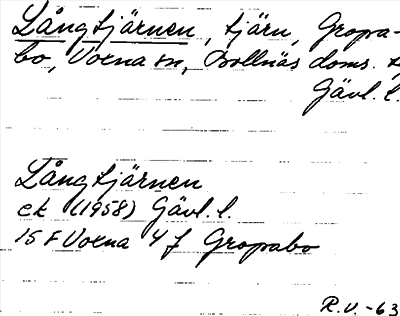 Långtjärnen, tjärn, Gropa-
bo, Voxna sn, Bollnäs doms.
Gävl. l.
Långtjärnen
ek (1958) Gävl. l.
15 F Voxna 4 f Gropabo
R.V. -63